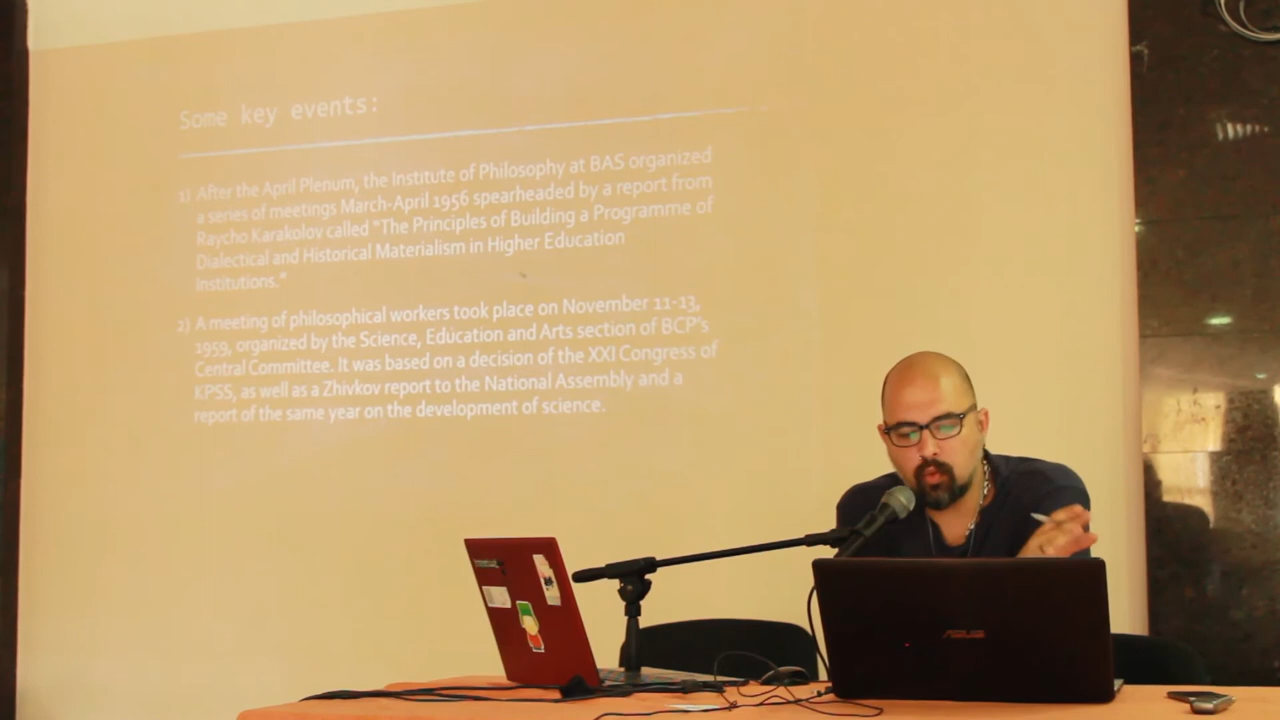 Some key events:
1) After the April Plenum, the Institute of Philosophy at BAS organized
a series of meetings March-April 1956 spearheaded by a report from
Raycho Karakolov called "The Principles of Building a Programme of
Dialectical and Historical Materialism in Higher Education
Institutions."
2) A meeting of philosophical workers took place on November 11-13,
1959, organized by the Science, Education and Arts section of BCP's
Central Committee. It was based on a decision of the XXI Congress of
KPSS, as well as a Zhivkov report to the National Assembly and a
report of the same year on the development of science.
ASUS